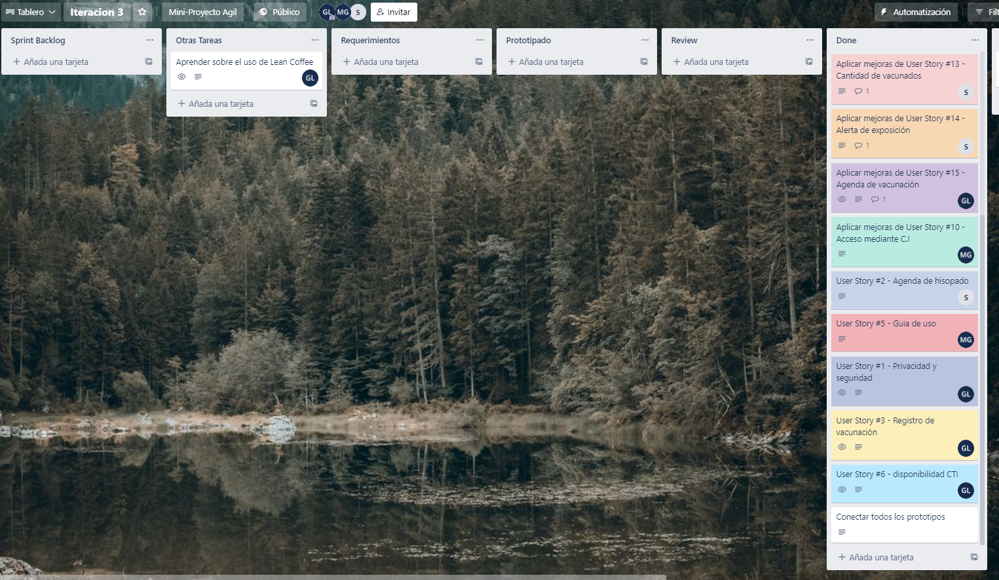 Tablero
Iteracion 3
Mini-Proyecto Agil
Público
GL
MG
S
Invitar
Automatización
Filt
Sprint Backlog
Añada una tarjeta
Otras Tareas
Aprender sobre el uso de Lean Coffee
GL
Añada una tarjeta
Requerimientos
Añada una tarjeta
Prototipado
Añada una tarjeta
Review
Añada una tarjeta
Done
Aplicar mejoras de User Story #13 -
Cantidad de vacunados
1
S
Aplicar mejoras de User Story #14 -
Alerta de exposición
1
S
Aplicar mejoras de User Story #15 -
Agenda de vacunación
1
GL
Aplicar mejoras de User Story #10 -
Acceso mediante C.I
MG
User Story #2 - Agenda de hisopado
S
User Story #5 - Guia de uso
MG
User Story #1 - Privacidad y
seguridad
GL
User Story #3 - Registro de
vacunación
GL
User Story #6 - disponibilidad CTI
GL
Conectar todos los prototipos
Añada una tarjeta